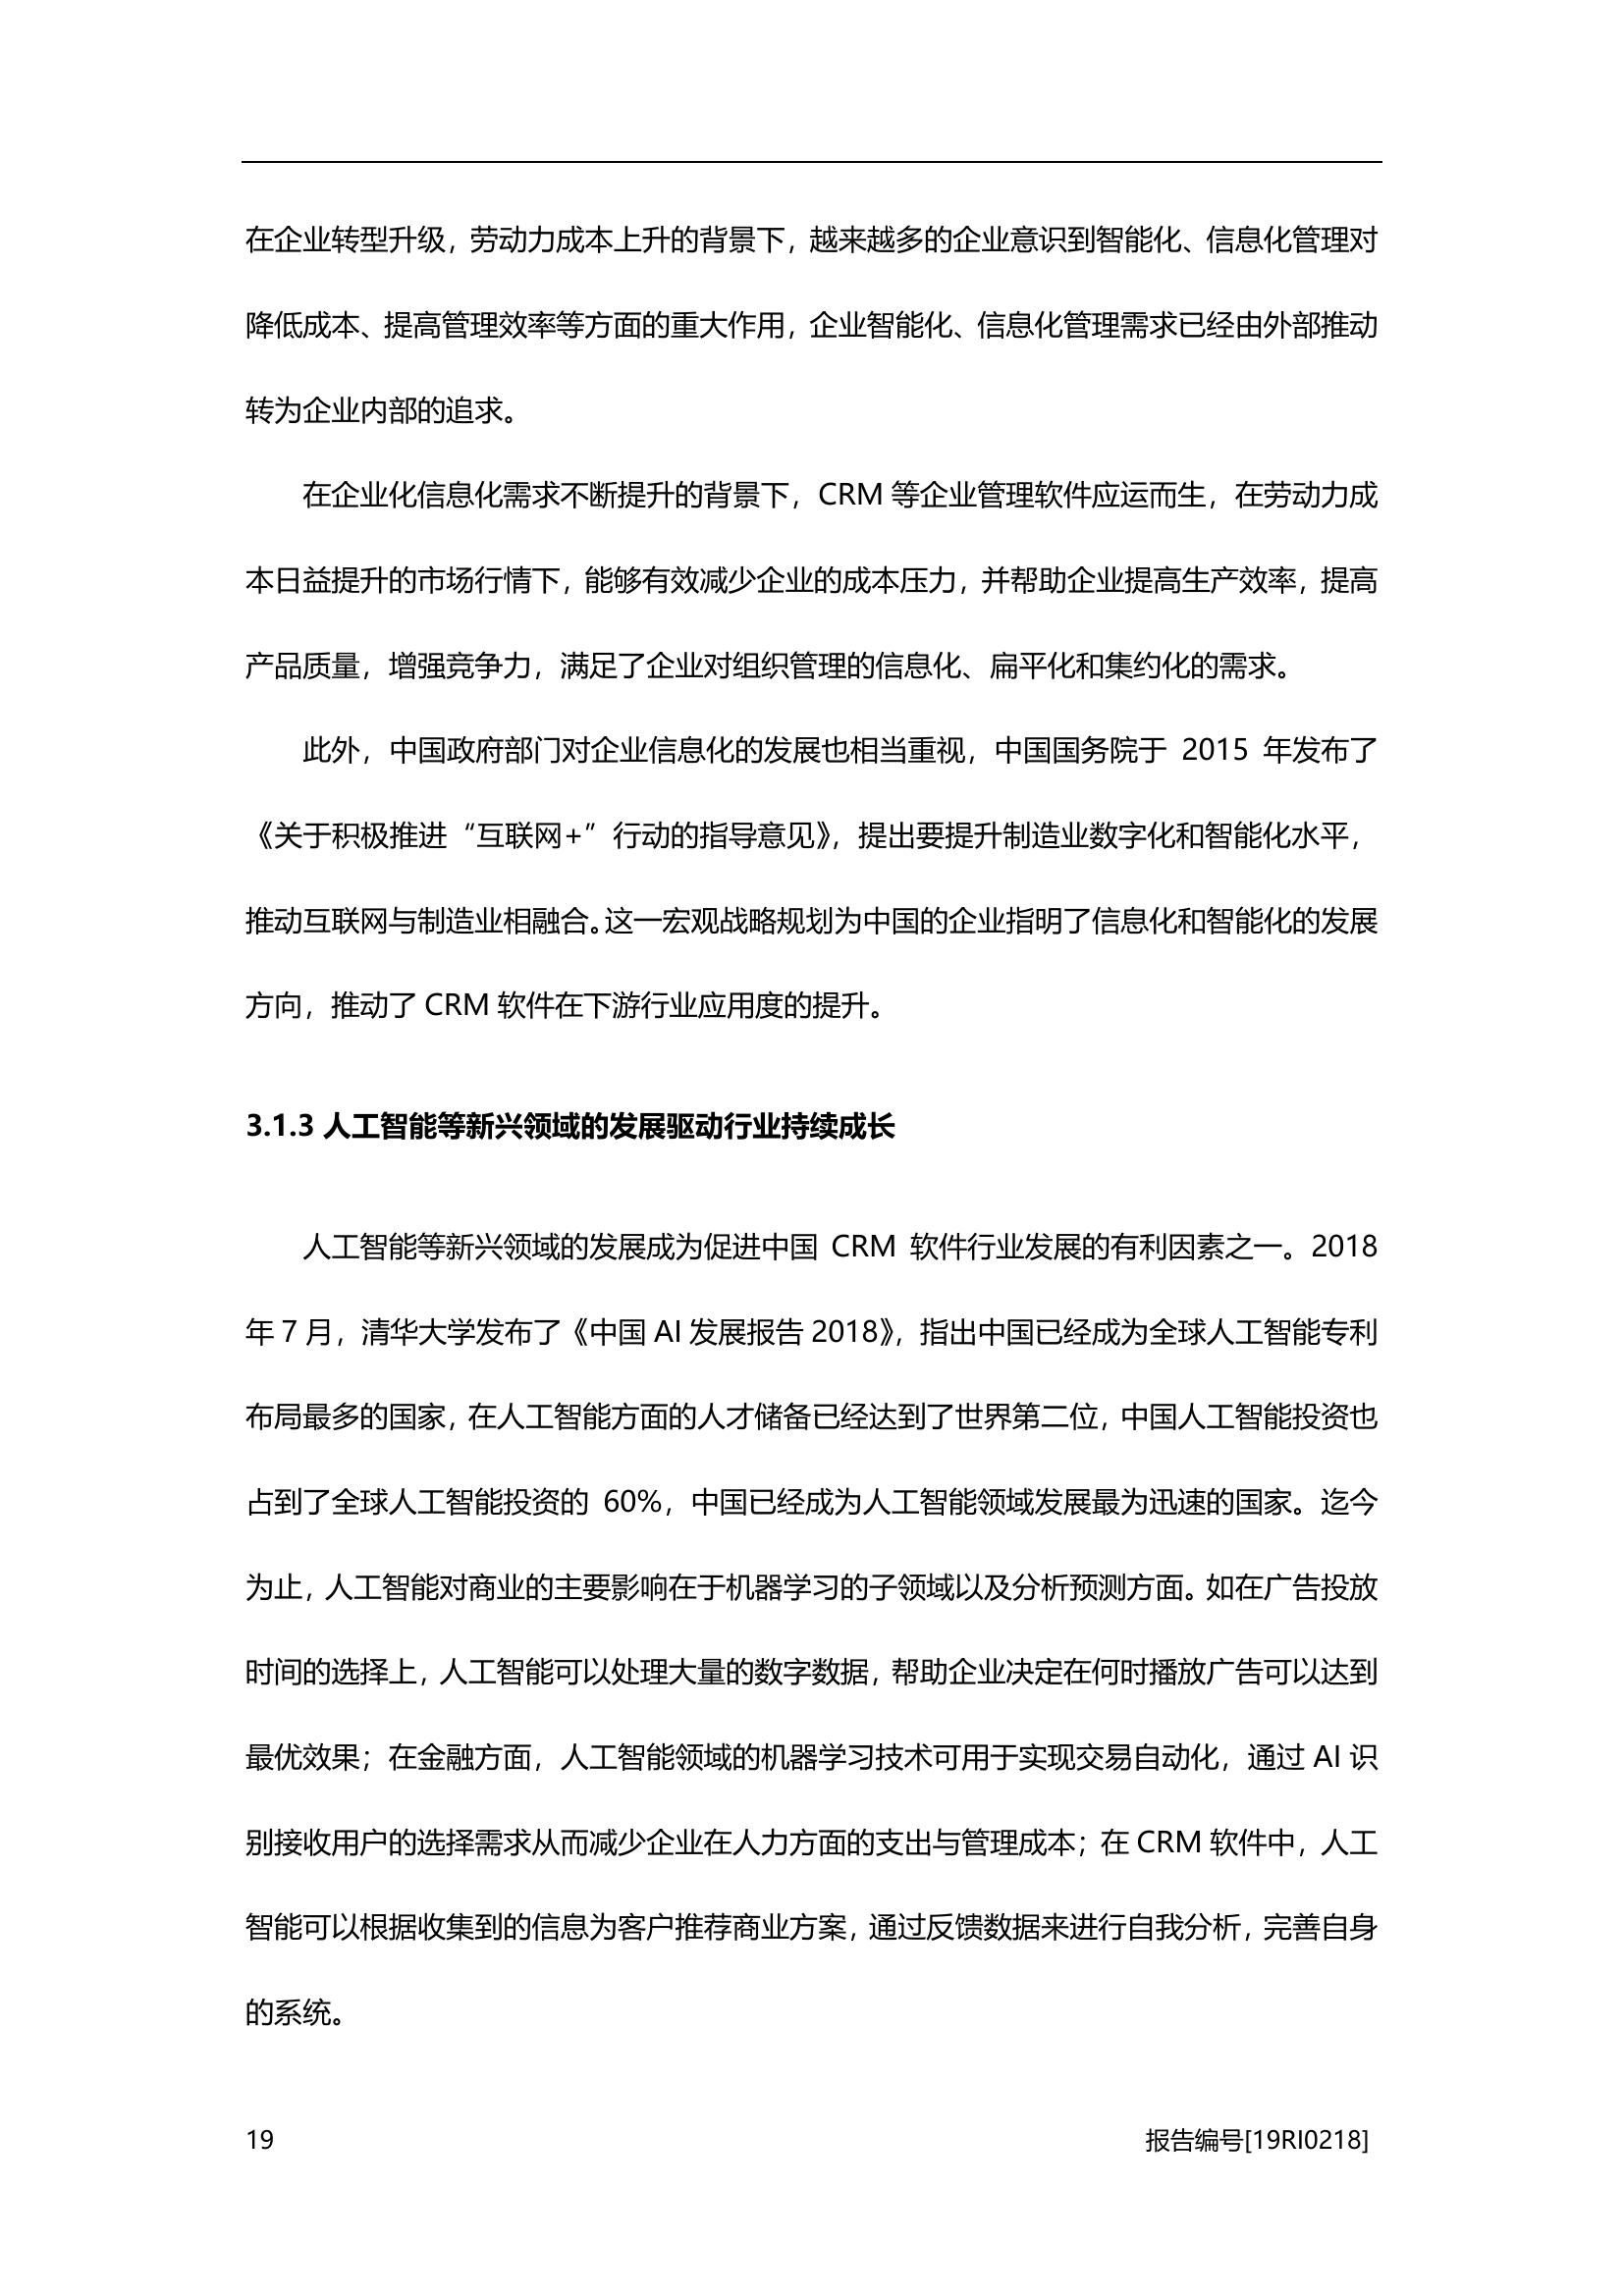 在企业转型升级，劳动力成本上升的背景下，越来越多的企业意识到智能化、信息化管理对
降低成本、提高管理效率等方面的重大作用，企业智能化、信息化管理需求已经由外部推动
转为企业内部的追求。
在企业化信息化需求不断提升的背景下，CRM 等企业管理软件应运而生，在劳动力成
本日益提升的市场行情下，能够有效减少企业的成本压力，并帮助企业提高生产效率，提高
产品质量，增强竞争力，满足了企业对组织管理的信息化、扁平化和集约化的需求。
此外，中国政府部门对企业信息化的发展也相当重视，中国国务院于 2015 年发布了
《关于积极推进“互联网+”行动的指导意见》，提出要提升制造业数字化和智能化水平，
推动互联网与制造业相融合。这一宏观战略规划为中国的企业指明了信息化和智能化的发展
方向，推动了 CRM 软件在下游行业应用度的提升。
3.1.3 人工智能等新兴领域的发展驱动行业持续成长
人工智能等新兴领域的发展成为促进中国 CRM 软件行业发展的有利因素之一。2018
年 7 月，清华大学发布了《中国 AI 发展报告 2018》，指出中国已经成为全球人工智能专利
布局最多的国家，在人工智能方面的人才储备已经达到了世界第二位，中国人工智能投资也
占到了全球人工智能投资的 60%，中国已经成为人工智能领域发展最为迅速的国家。迄今
为止，人工智能对商业的主要影响在于机器学习的子领域以及分析预测方面。如在广告投放
时间的选择上，人工智能可以处理大量的数字数据，帮助企业决定在何时播放广告可以达到
最优效果；在金融方面，人工智能领域的机器学习技术可用于实现交易自动化，通过 AI 识
别接收用户的选择需求从而减少企业在人力方面的支出与管理成本；在 CRM 软件中，人工
智能可以根据收集到的信息为客户推荐商业方案，通过反馈数据来进行自我分析，完善自身
的系统。
19
报告编号[19RI0218]